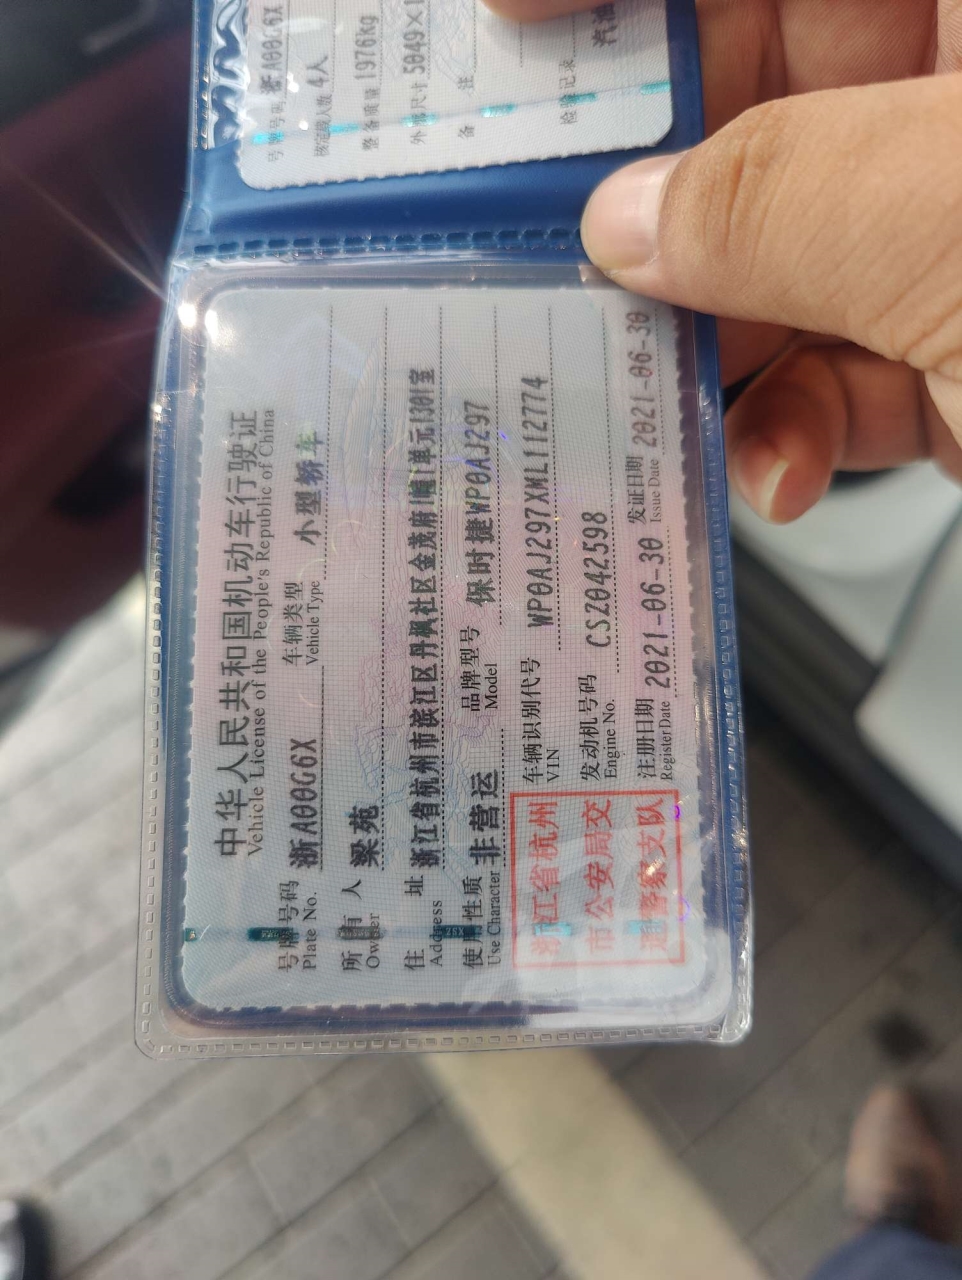 中华人民共和国机动车行驶证
Vehicle License of the People's Republic of China
号牌号码 浙A00G6X 车辆类型 小型轿车
Plate No. Vehicle Type
所有人 梁苑
Owner
住址 浙江省杭州市滨江区丹枫社区金茂府1幢1单元1301室
Address
使用性质 非营运 品牌型号 保时捷WP0AJ297
Use Character Model
浙江省杭州
市公安局交
通警察支队
车辆识别代号 WP0AJ297XML112774
VIN
发动机号码 CSZ042598
Engine No.
注册日期 2021-06-30 发证日期 2021-06-30
Register Date Issue Date
号牌号码 浙A00G6X
核定载人数 4人
整备质量 1976kg
外廓尺寸 5049×1
备注
检验记录 汽油